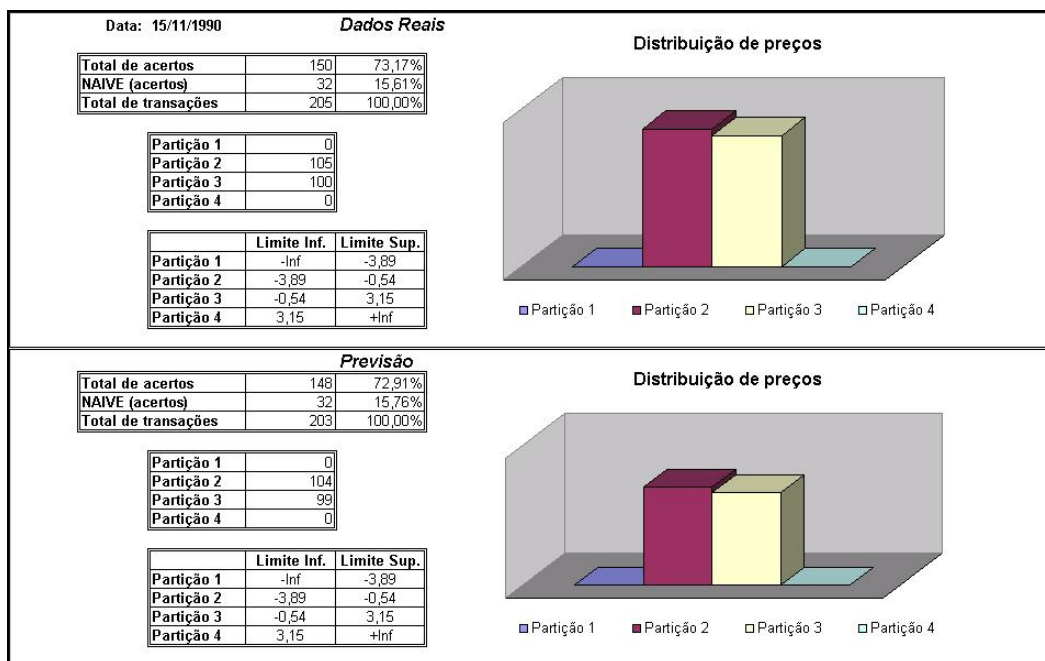 Data: 15/11/1990 Dados Reais
Total de acertos 150 73,17%
NAIVE (acertos) 32 15,61%
Total de transações 205 100,00%
Partição 1 0
Partição 2 105
Partição 3 100
Partição 4 0
Limite Inf. Limite Sup.
Partição 1 -Inf -3,89
Partição 2 -3,89 -0,54
Partição 3 -0,54 3,15
Partição 4 3,15 +Inf
Distribuição de preços
Partição 1 Partição 2 Partição 3 Partição 4
Previsão
Total de acertos 148 72,91%
NAIVE (acertos) 32 15,76%
Total de transações 203 100,00%
Partição 1 0
Partição 2 104
Partição 3 99
Partição 4 0
Limite Inf. Limite Sup.
Partição 1 -Inf -3,89
Partição 2 -3,89 -0,54
Partição 3 -0,54 3,15
Partição 4 3,15 +Inf
Distribuição de preços
Partição 1 Partição 2 Partição 3 Partição 4